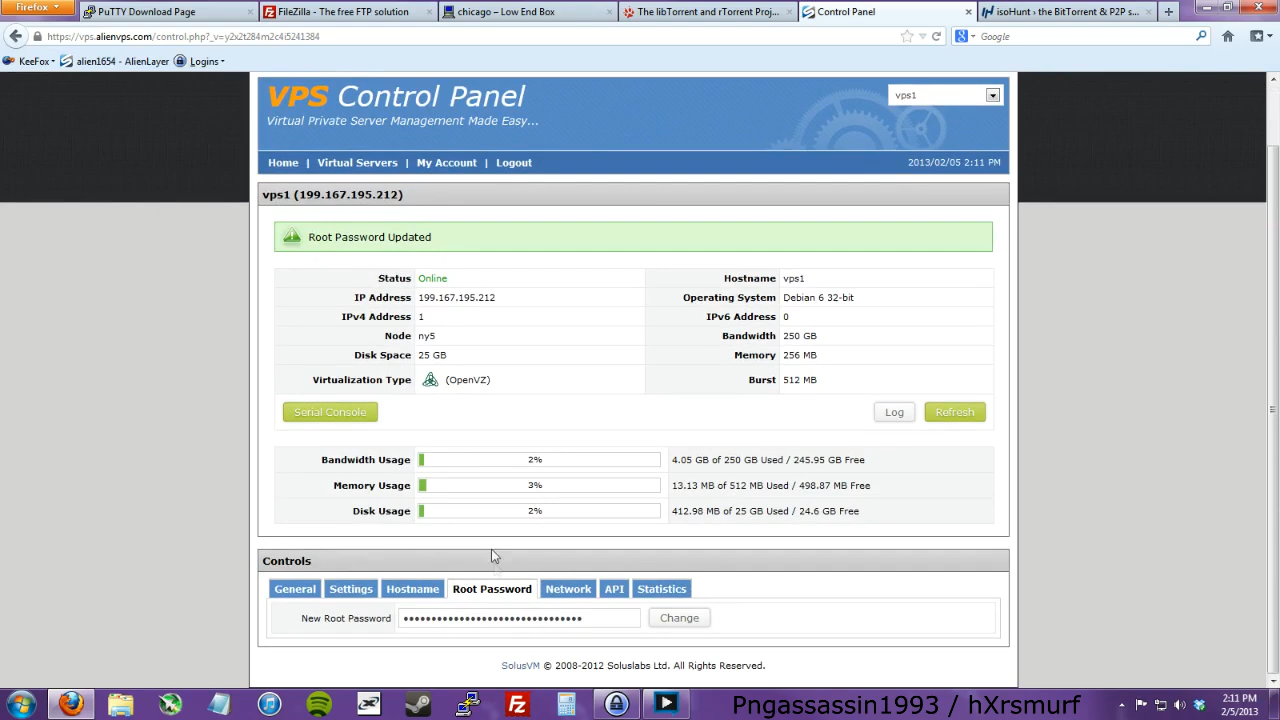 Firefox
PuTTY Download Page
FileZilla - The free FTP solution
chicago – Low End Box
The libTorrent and rTorrent Proj...
Control Panel
isoHunt › the BitTorrent & P2P s...
https://vps.alienvps.com/control.php?_v=y2x2t284m2c4i5241384
Google
KeeFox
alien1654 - AlienLayer
Logins
VPS Control Panel
vps1
Virtual Private Server Management Made Easy...
Home | Virtual Servers | My Account | Logout
2013/02/05 2:11 PM
vps1 (199.167.195.212)
Root Password Updated
Status Online Hostname vps1
IP Address 199.167.195.212 Operating System Debian 6 32-bit
IPv4 Address 1 IPv6 Address 0
Node ny5 Bandwidth 250 GB
Disk Space 25 GB Memory 256 MB
Virtualization Type (OpenVZ) Burst 512 MB
Serial Console Log Refresh
Bandwidth Usage 2% 4.05 GB of 250 GB Used / 245.95 GB Free
Memory Usage 3% 13.13 MB of 512 MB Used / 498.87 MB Free
Disk Usage 2% 412.98 MB of 25 GB Used / 24.6 GB Free
Controls
General Settings Hostname Root Password Network API Statistics
New Root Password Change
SolusVM © 2008-2012 Soluslabs Ltd. All Rights Reserved.
Pngassassin1993 / hXrsmurf
2:11 PM
2/5/2013